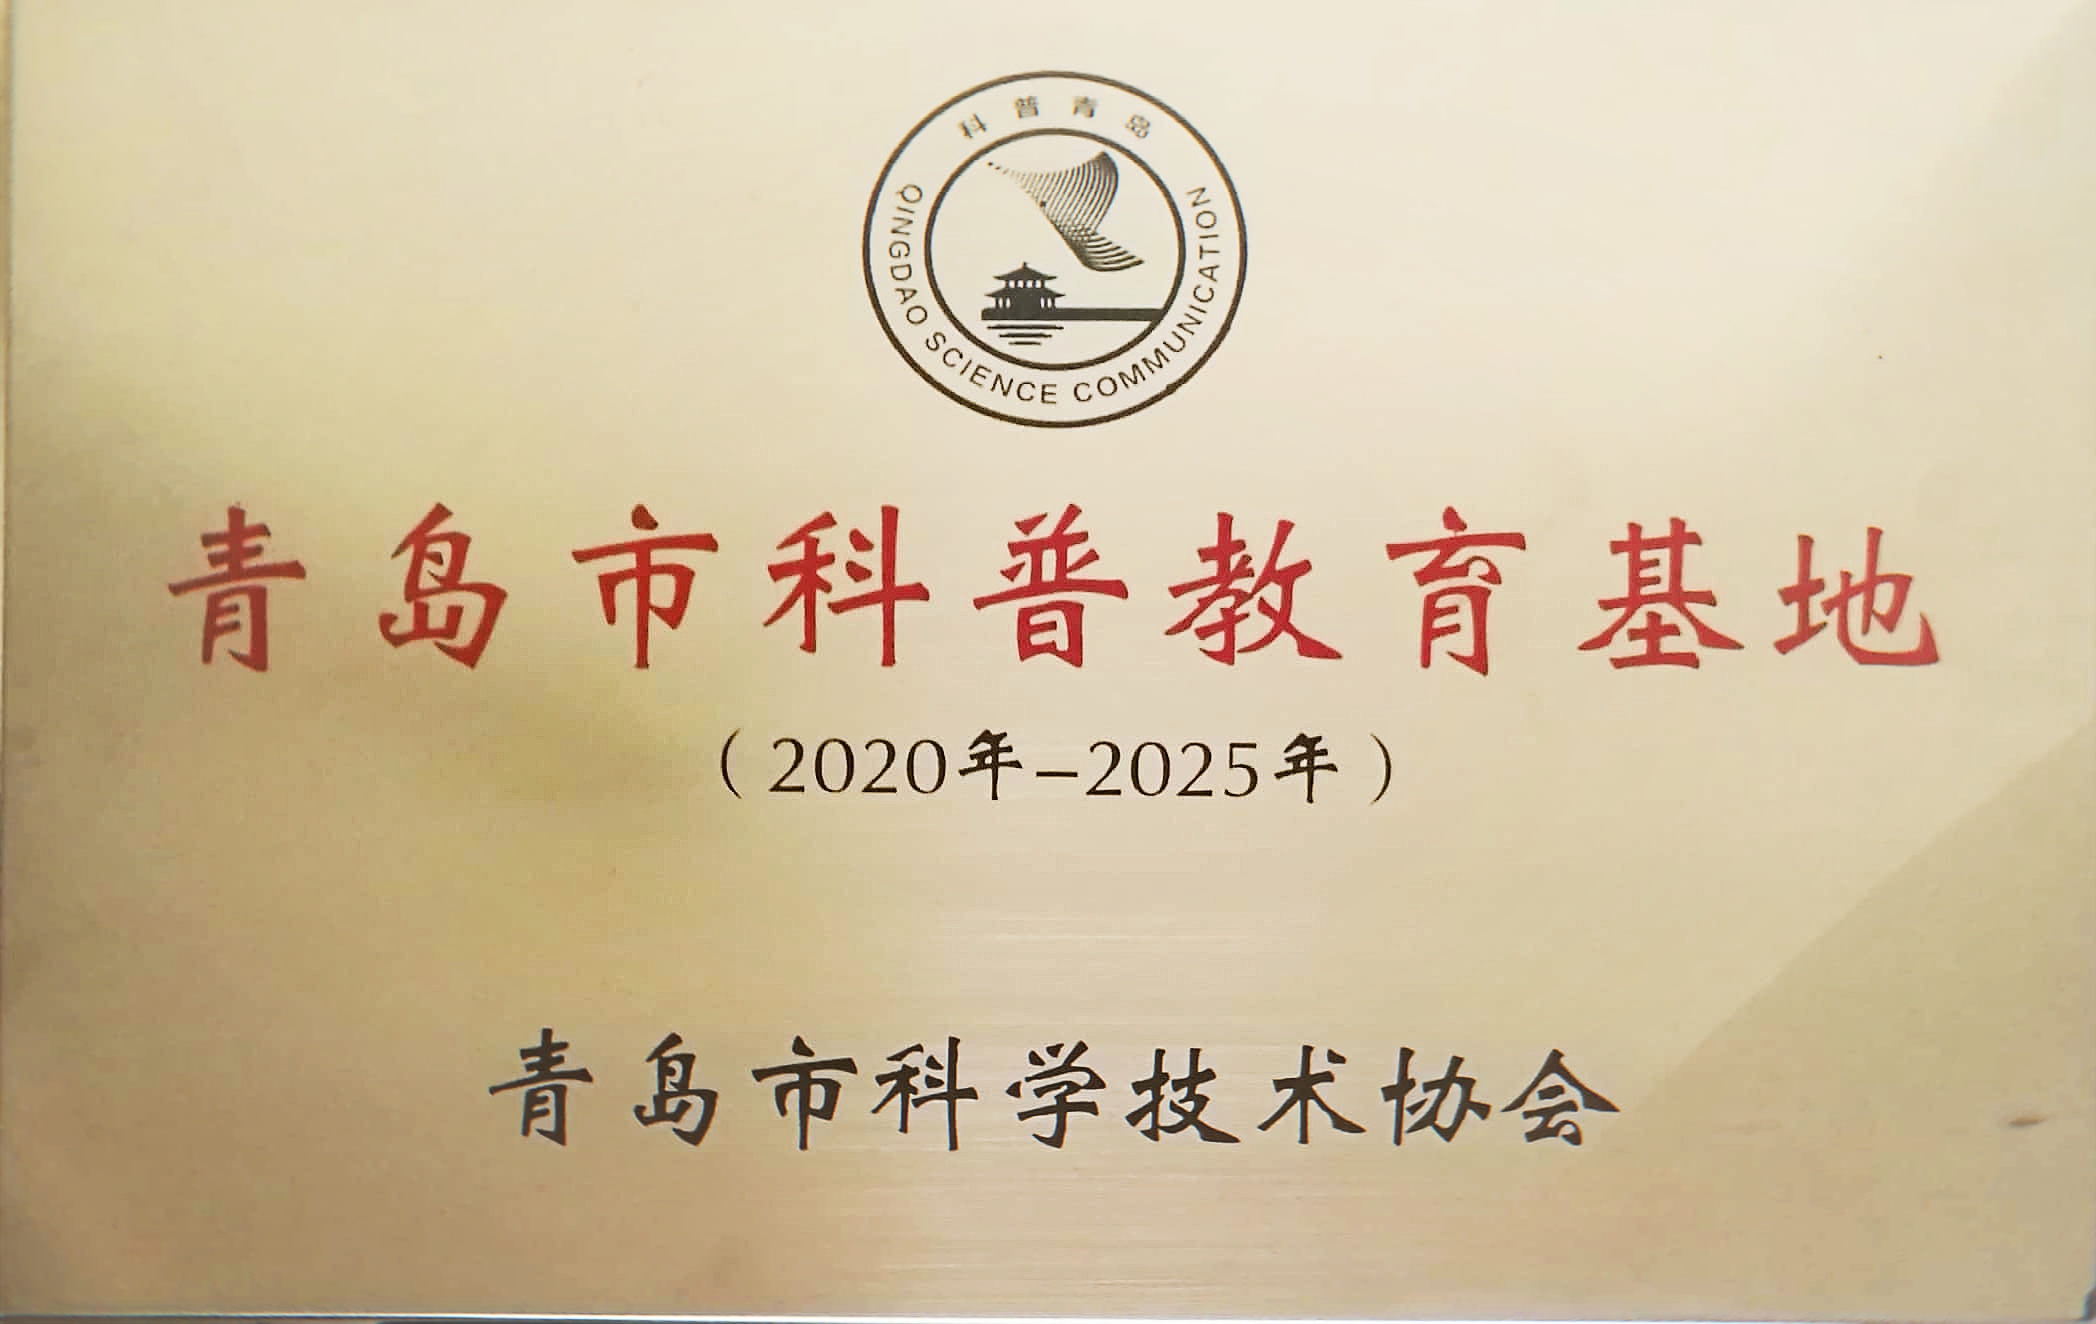 科普青岛
QINGDAO SCIENCE COMMUNICATION
青岛市科普教育基地
（2020年-2025年）
青岛市科学技术协会